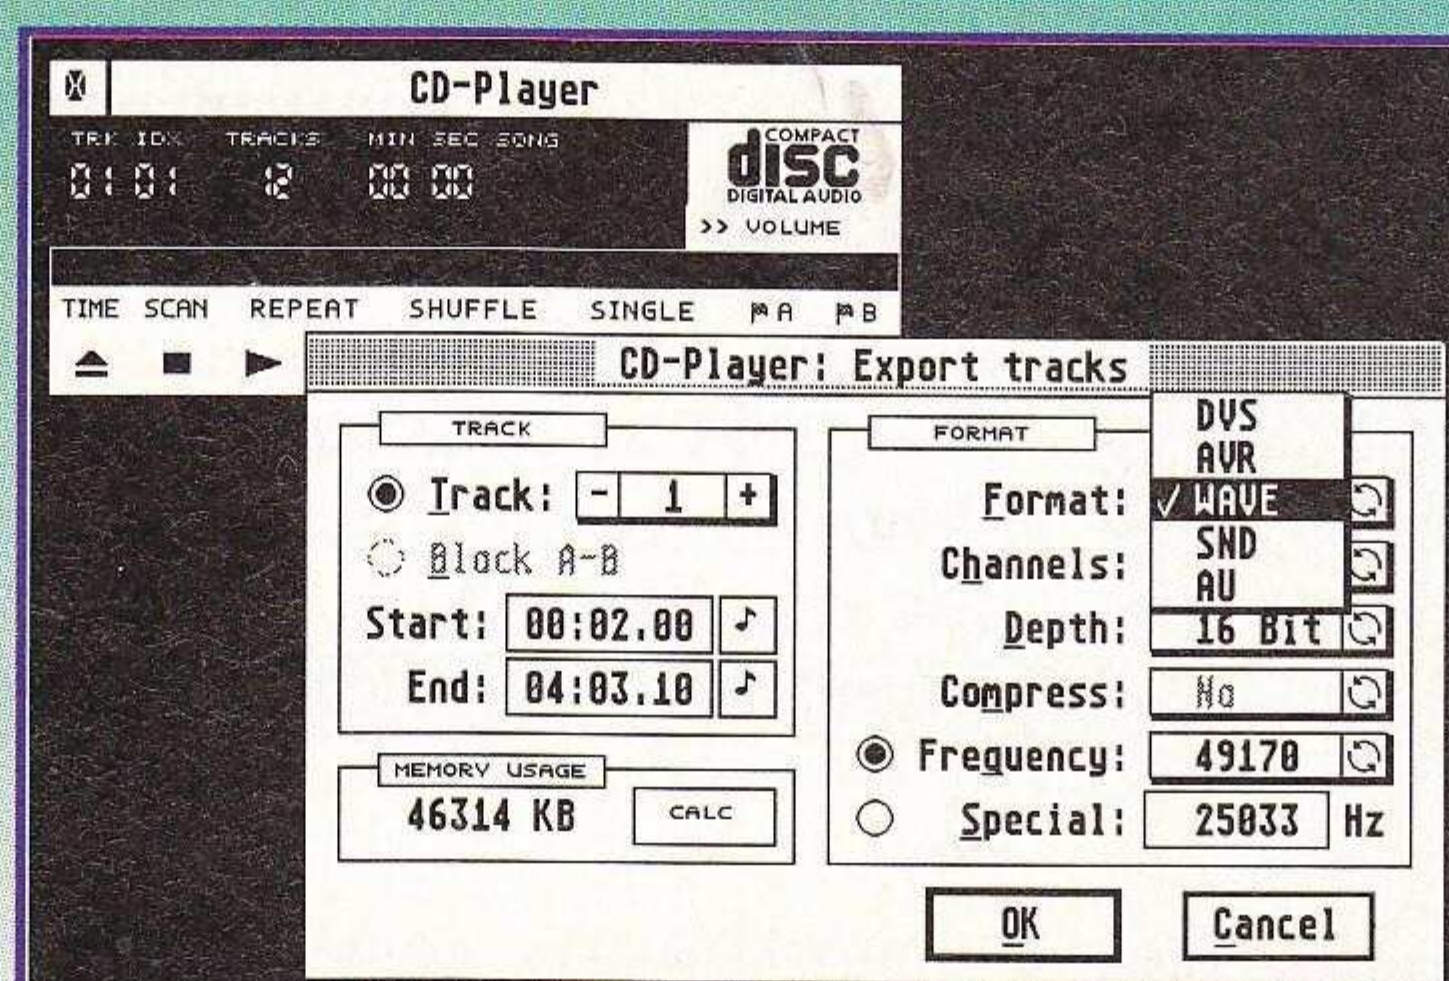 CD-Player
TRK IDX TRACKS MIN SEC SONG
01 01 12 00 00
COMPACT
disc
DIGITAL AUDIO
>> VOLUME
TIME SCAN REPEAT SHUFFLE SINGLE A B
CD-Player: Export tracks
TRACK
Track: - 1 +
Block A-B
Start: 00:02.00
End: 04:03.10
MEMORY USAGE
46314 KB CALC
FORMAT
DVS
AVR
Format: ✓ WAVE
SND
Channels:
AU
Depth: 16 Bit
Compress: No
Frequency: 49170
Special: 25033 Hz
OK Cancel